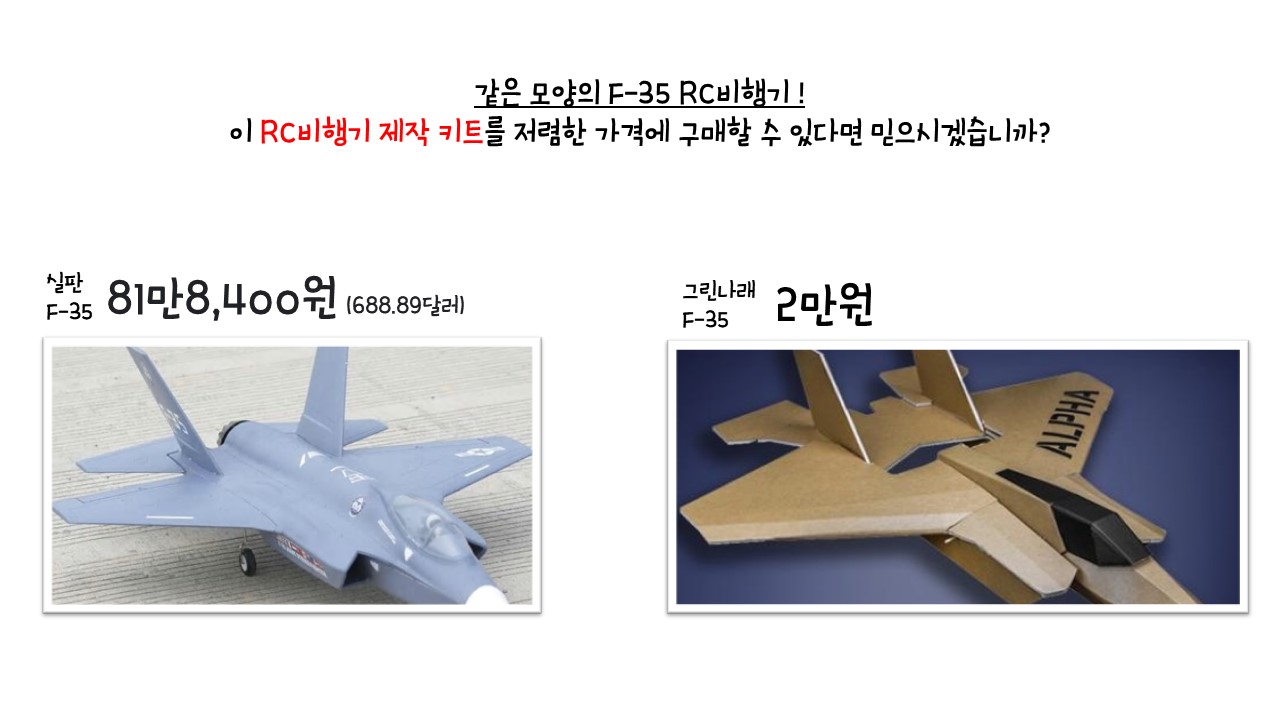 같은 모양의 F-35 RC비행기 !
이 RC비행기 제작 키트를 저렴한 가격에 구매할 수 있다면 믿으시겠습니까?
실판
F-35
81만8,400원 (688.89달러)
그린나래
F-35
2만원
ALPHA